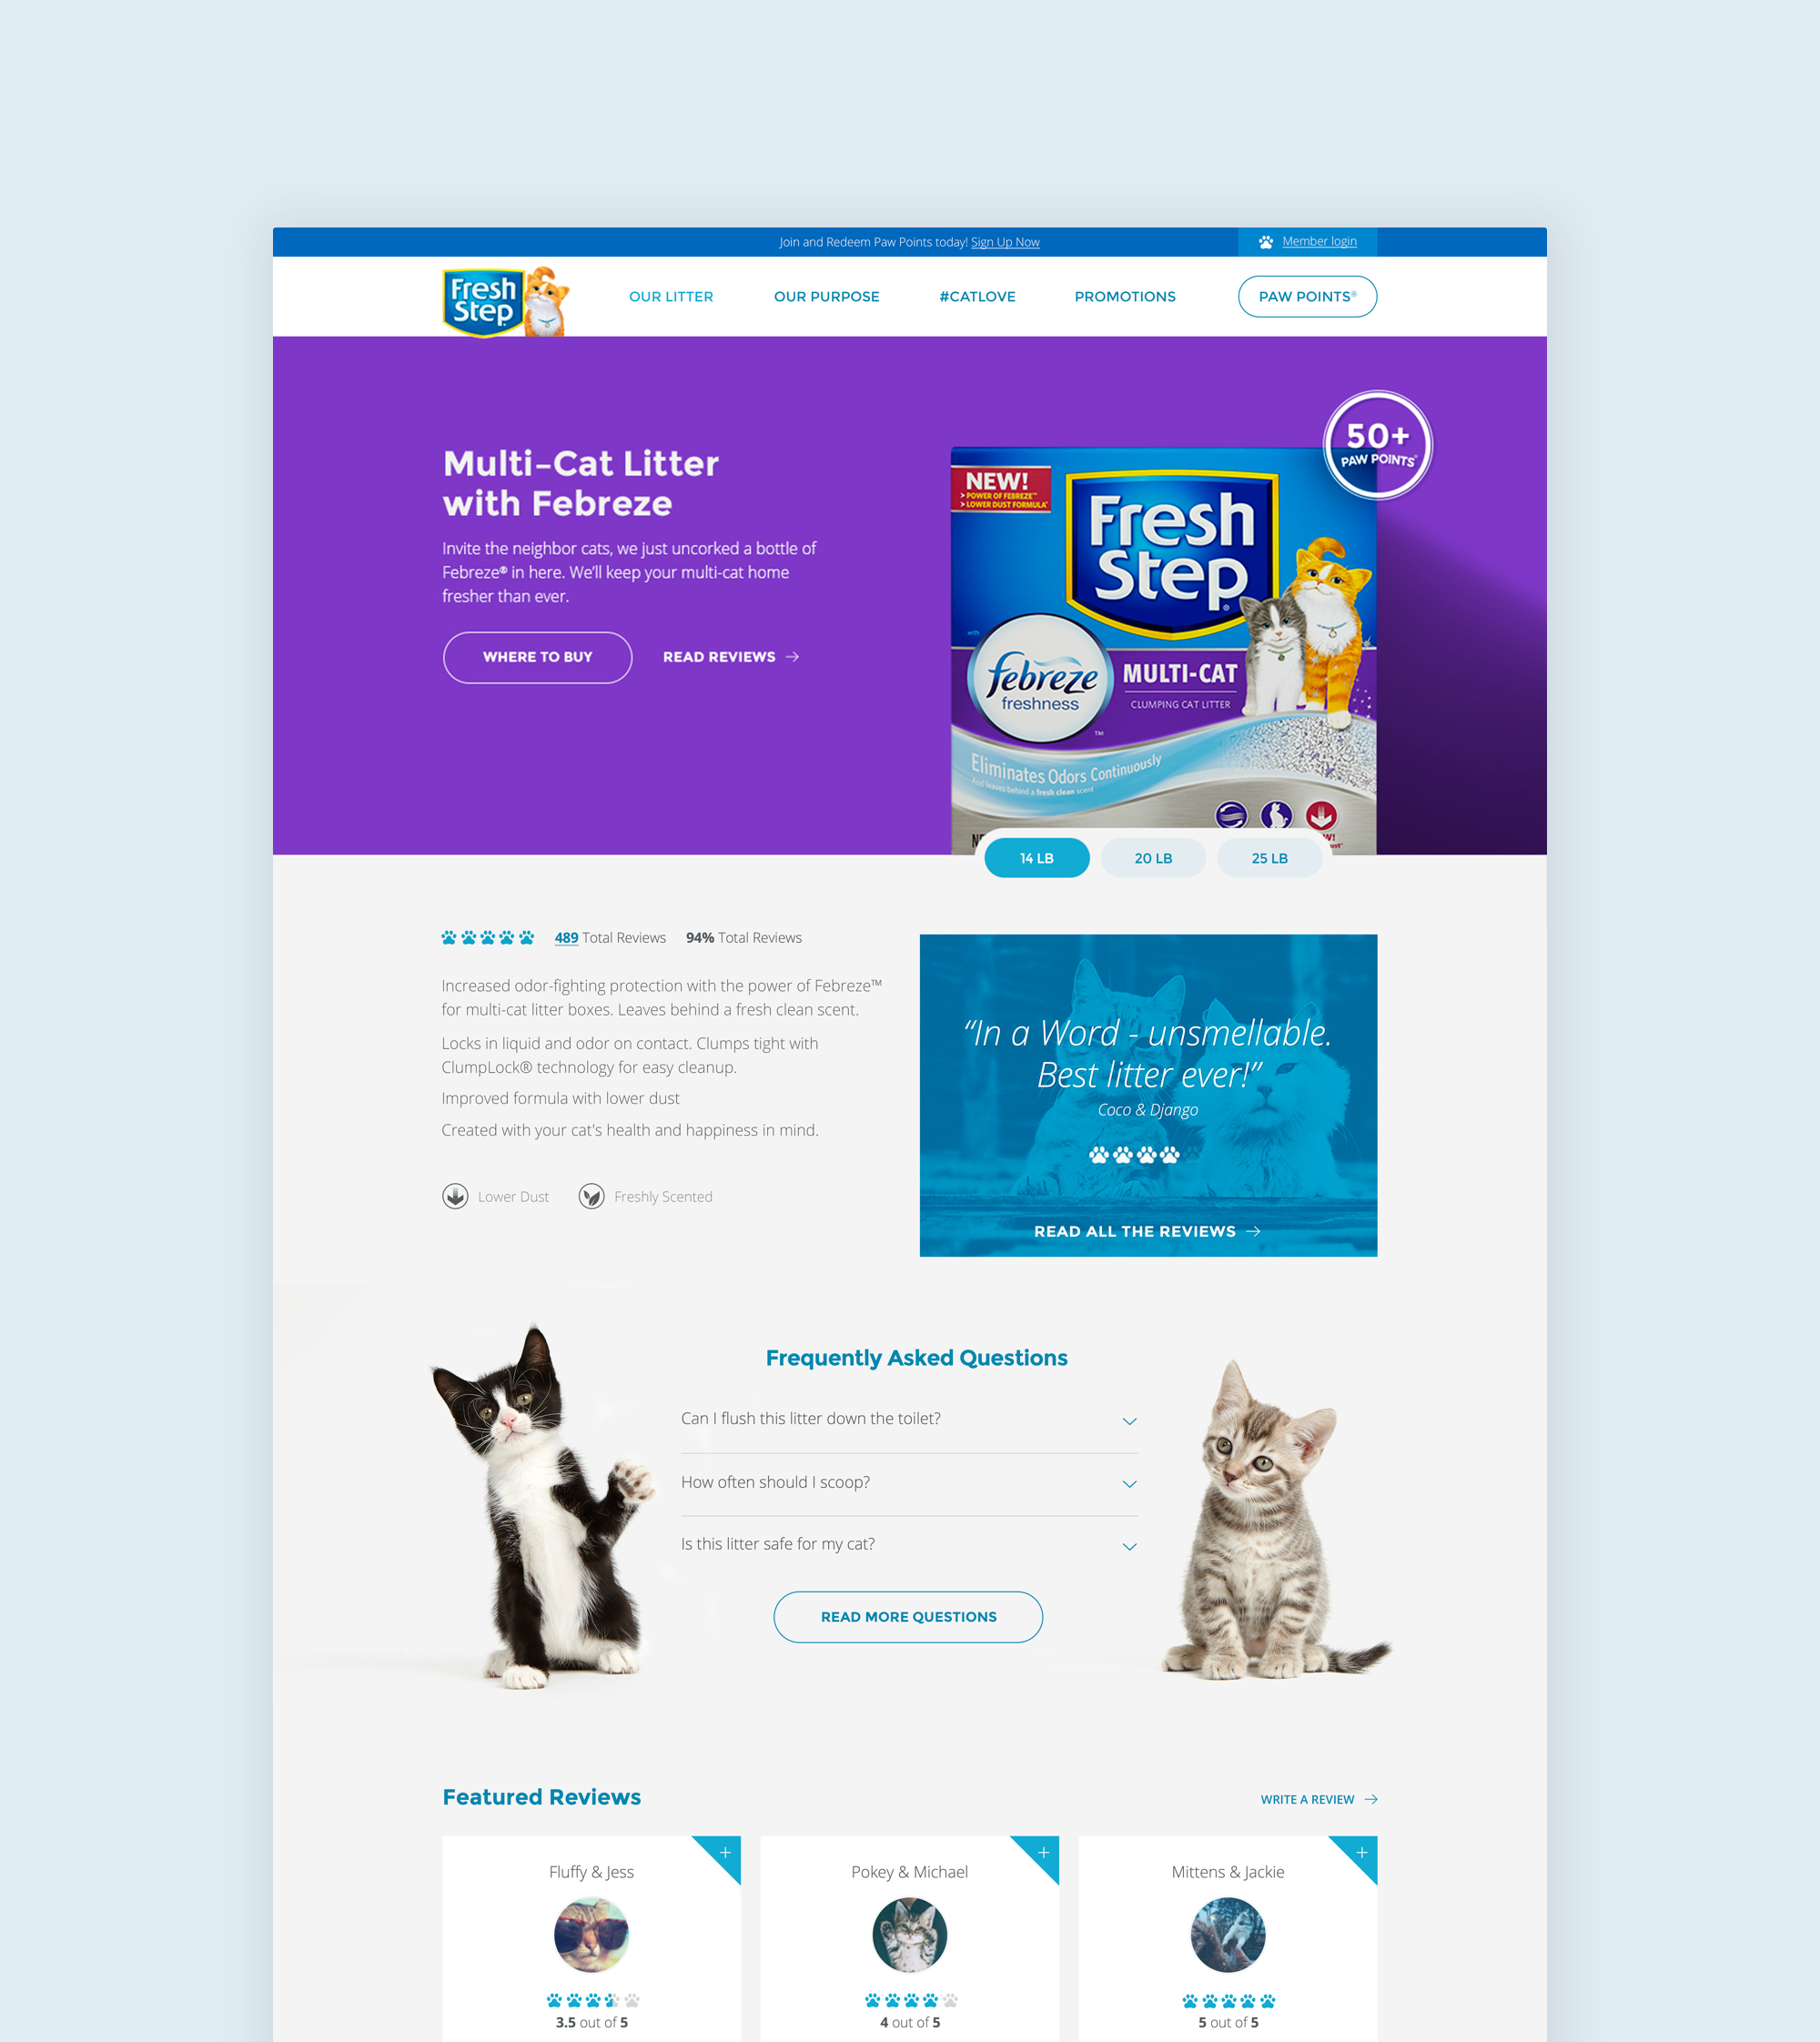 Join and Redeem Paw Points today! Sign Up Now
Member login
Fresh
Step
OUR LITTER
OUR PURPOSE
#CATLOVE
PROMOTIONS
PAW POINTS®
Multi-Cat Litter
with Febreze
Invite the neighbor cats, we just uncorked a bottle of
Febreze® in here. We'll keep your multi-cat home
fresher than ever.
WHERE TO BUY
READ REVIEWS
50+
PAW POINTS®
NEW!
> POWER OF FEBREZE™
> LOWER DUST FORMULA*
Fresh
Step®
with
febreze
freshness
™
MULTI-CAT
CLUMPING CAT LITTER
Eliminates Odors Continuously
And leaves behind a fresh clean scent
14 LB
20 LB
25 LB
489 Total Reviews
94% Total Reviews
Increased odor-fighting protection with the power of Febreze™
for multi-cat litter boxes. Leaves behind a fresh clean scent.
Locks in liquid and odor on contact. Clumps tight with
ClumpLock® technology for easy cleanup.
Improved formula with lower dust
Created with your cat's health and happiness in mind.
Lower Dust
Freshly Scented
“In a Word - unsmellable.
Best litter ever!”
Coco & Django
READ ALL THE REVIEWS
Frequently Asked Questions
Can I flush this litter down the toilet?
How often should I scoop?
Is this litter safe for my cat?
READ MORE QUESTIONS
Featured Reviews
WRITE A REVIEW
Fluffy & Jess
3.5 out of 5
Pokey & Michael
4 out of 5
Mittens & Jackie
5 out of 5